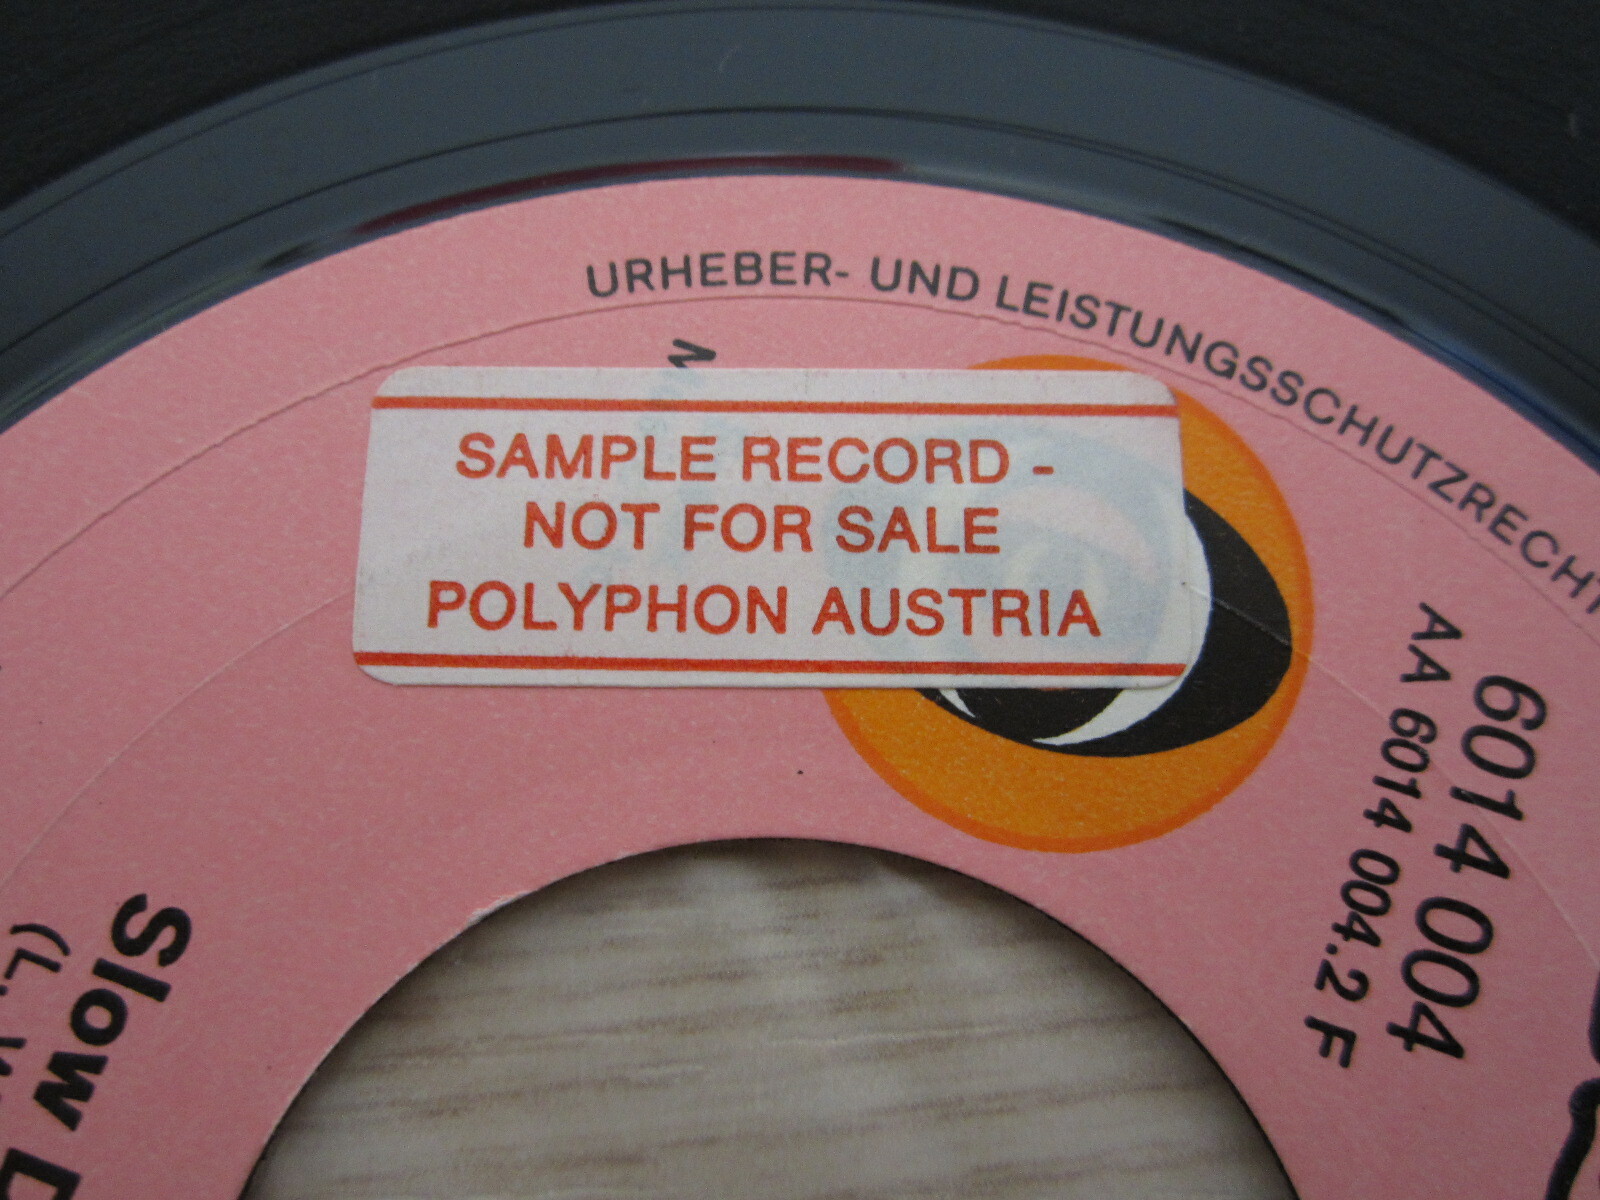 URHEBER- UND LEISTUNGSSCHUTZRECHT
SAMPLE RECORD -
NOT FOR SALE
POLYPHON AUSTRIA
6014 004
AA 6014 004.2 F
Slow